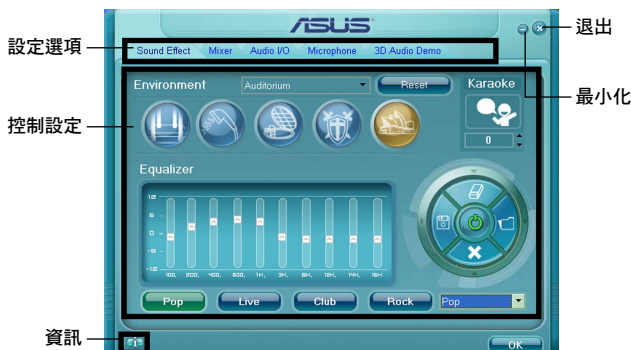 ASUS
退出
設定選項
Sound Effect Mixer Audio I/O Microphone 3D Audio Demo
最小化
Environment Auditorium Reset Karaoke
控制設定
0
Equalizer
12
6
0
-6
-12
100, 200, 400, 600, 1K, 3K, 6K, 12K, 14K, 16K
Pop Live Club Rock Pop
資訊
i
OK